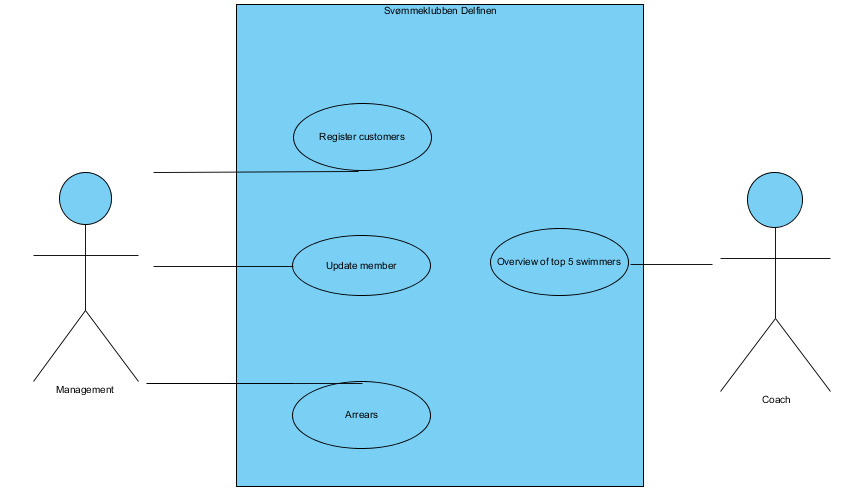 Svømmeklubben Delfinen
Register customers
Update member
Overview of top 5 swimmers
Management
Coach
Arrears